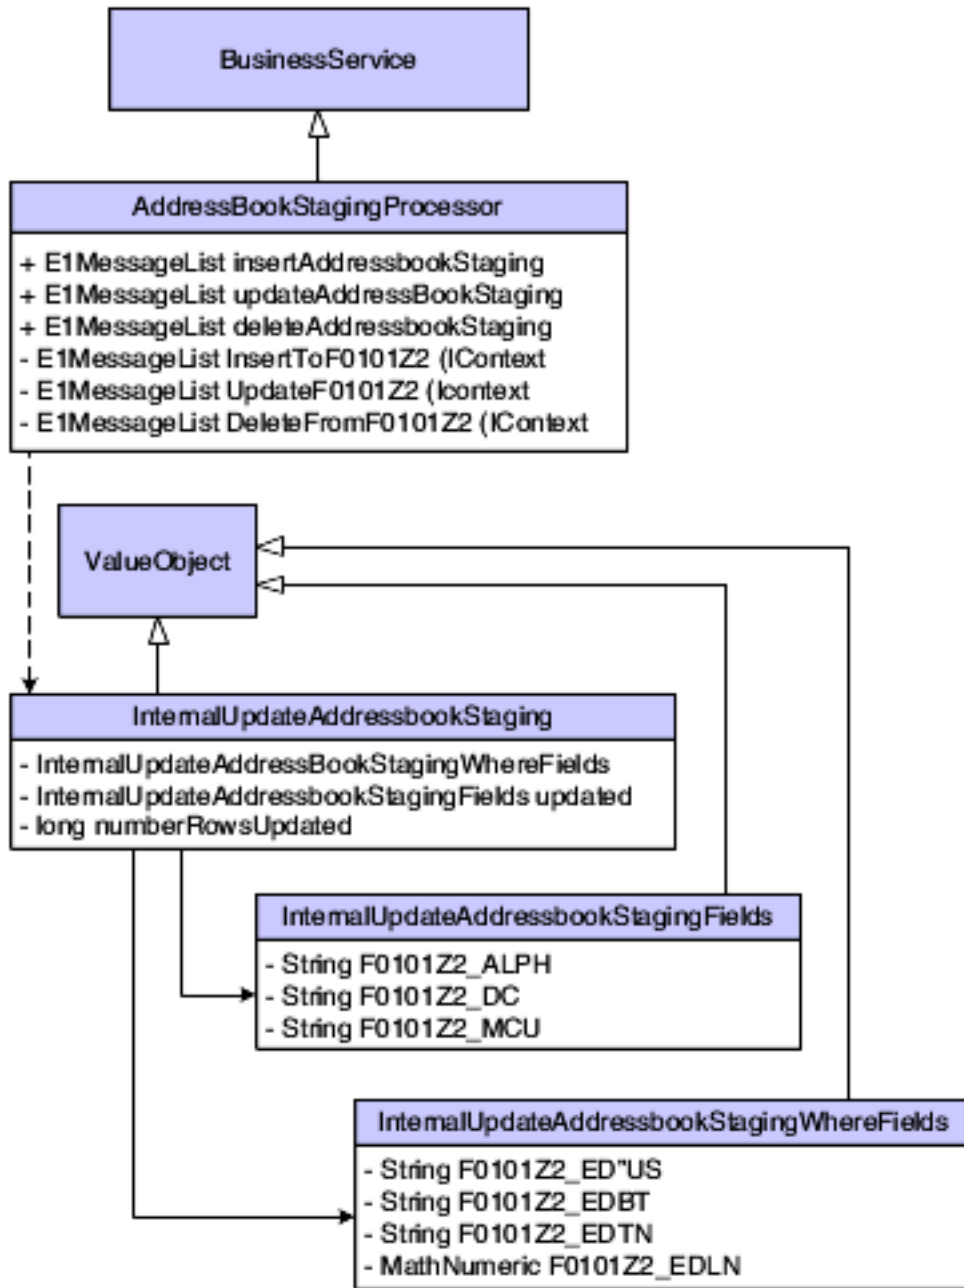 BusinessService
AddressBookStagingProcessor
+ E1MessageList insertAddressbookStaging
+ E1MessageList updateAddressBookStaging
+ E1MessageList deleteAddressbookStaging
- E1MessageList InsertToF0101Z2 (IContext
- E1MessageList UpdateF0101Z2 (Icontext
- E1MessageList DeleteFromF0101Z2 (IContext
ValueObject
InternalUpdateAddressbookStaging
- InternalUpdateAddressBookStagingWhereFields
- InternalUpdateAddressbookStagingFields updated
- long numberRowsUpdated
InternalUpdateAddressbookStagingFields
- String F0101Z2_ALPH
- String F0101Z2_DC
- String F0101Z2_MCU
InternalUpdateAddressbookStagingWhereFields
- String F0101Z2_ED"US
- String F0101Z2_EDBT
- String F0101Z2_EDTN
- MathNumeric F0101Z2_EDLN